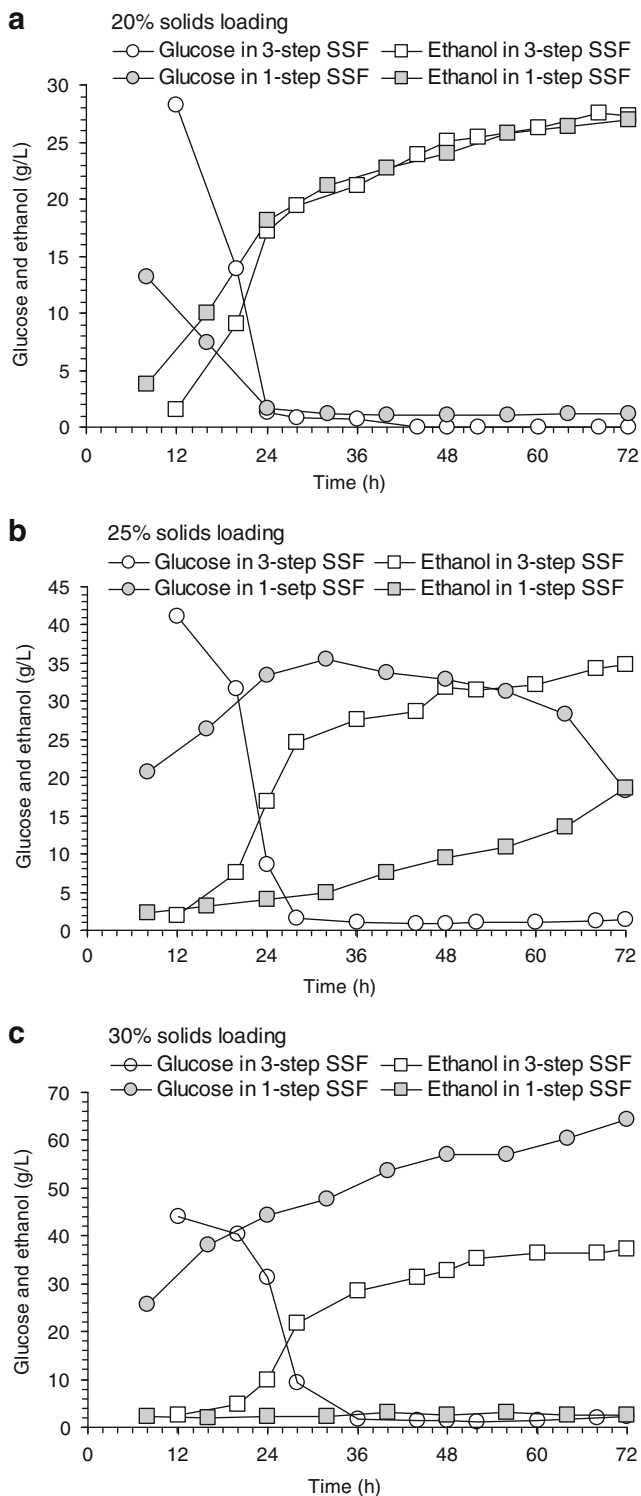 a
20% solids loading
Glucose in 3-step SSF Ethanol in 3-step SSF
Glucose in 1-step SSF Ethanol in 1-step SSF
Glucose and ethanol (g/L)
30
25
20
15
10
5
0
0 12 24 36 48 60 72
Time (h)
b
25% solids loading
Glucose in 3-step SSF Ethanol in 3-step SSF
Glucose in 1-setp SSF Ethanol in 1-step SSF
Glucose and ethanol (g/L)
45
40
35
30
25
20
15
10
5
0
0 12 24 36 48 60 72
Time (h)
c
30% solids loading
Glucose in 3-step SSF Ethanol in 3-step SSF
Glucose in 1-step SSF Ethanol in 1-step SSF
Glucose and ethanol (g/L)
70
60
50
40
30
20
10
0
0 12 24 36 48 60 72
Time (h)